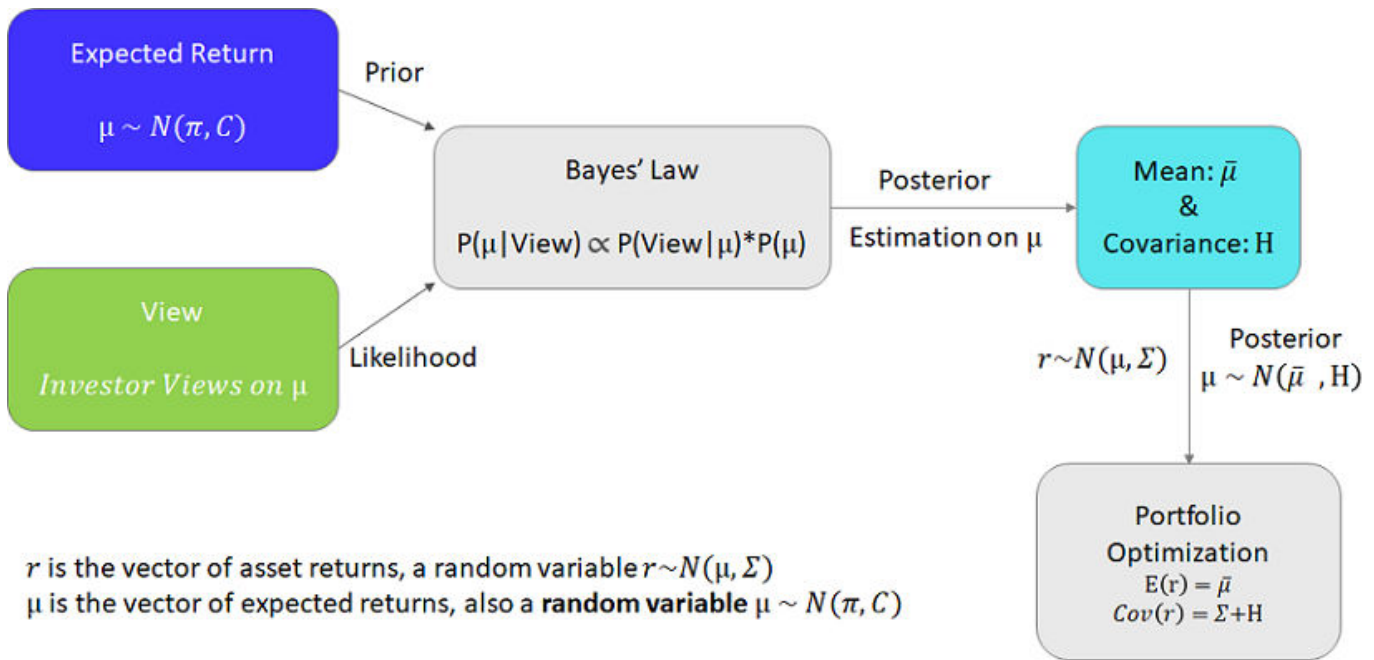 Expected Return
μ ~ N(π, C)
Prior
View
Investor Views on μ
Likelihood
Bayes’ Law
P(μ|View) ∝ P(View|μ)*P(μ)
Posterior
Estimation on μ
Mean: μ̄
&
Covariance: H
r~N(μ, Σ)
Posterior
μ ~ N(μ̄ , H)
Portfolio
Optimization
E(r) = μ̄
Cov(r) = Σ+H
r is the vector of asset returns, a random variable r~N(μ, Σ)
μ is the vector of expected returns, also a random variable μ ~ N(π, C)